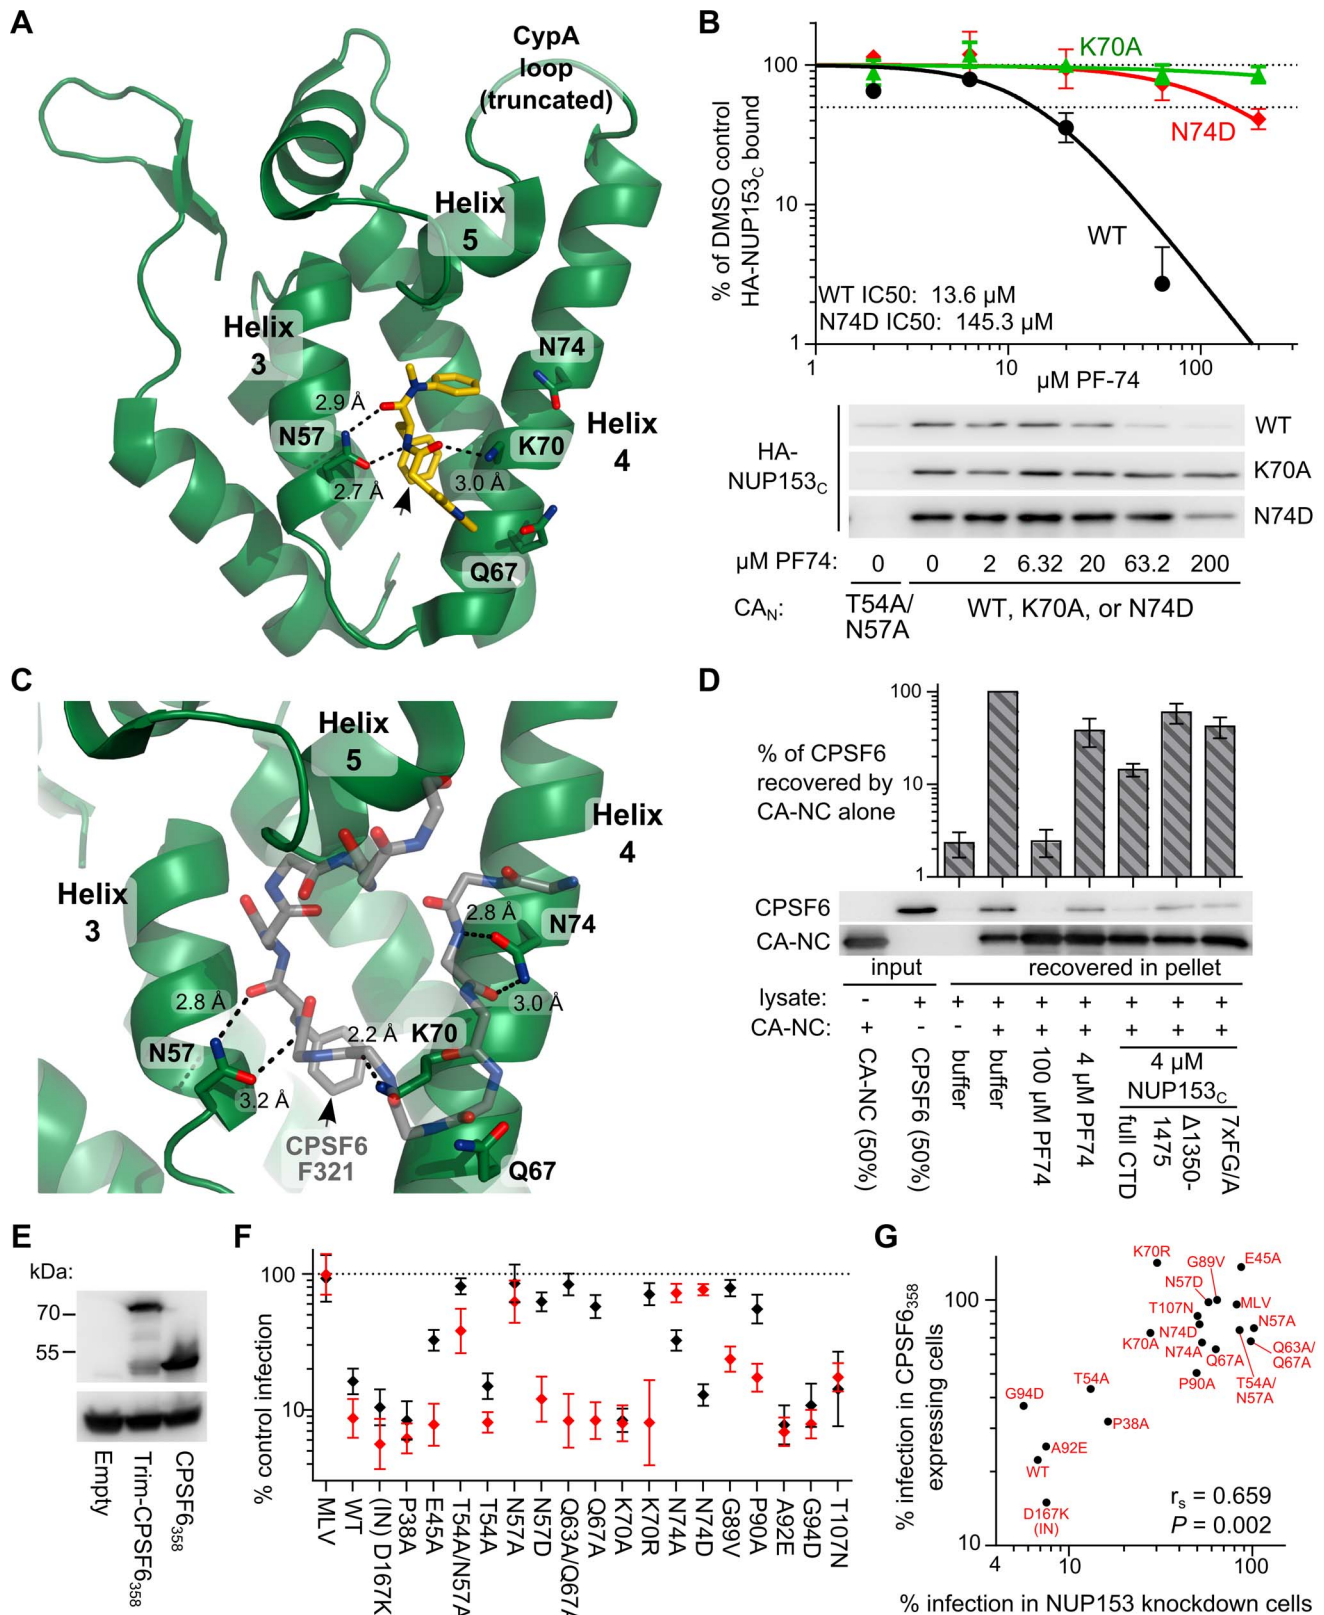 A
CypA
loop
(truncated)
Helix
5
Helix
3
N74
2.9 Å
N57
K70
Helix
4
2.7 Å
3.0 Å
Q67
B
% of DMSO control
HA-NUP153C bound
100
10
1
K70A
N74D
WT
WT IC50: 13.6 µM
N74D IC50: 145.3 µM
1 10 100
µM PF-74
HA-
NUP153C
WT
K70A
N74D
µM PF74: 0 0 2 6.32 20 63.2 200
CAN: T54A/
N57A
WT, K70A, or N74D
C
Helix
5
Helix
4
Helix
3
2.8 Å
N74
3.0 Å
2.8 Å
2.2 Å
K70
N57
3.2 Å
CPSF6
F321
Q67
D
% of CPSF6
recovered by
CA-NC alone
100
10
1
CPSF6
CA-NC
input recovered in pellet
lysate: - + + + + + + + +
CA-NC: + - - + + + + + +
CA-NC (50%)
CPSF6 (50%)
buffer
buffer
100 µM PF74
4 µM PF74
4 µM
NUP153C
full CTD
Δ1350-
1475
7xFG/A
E
kDa:
70
55
Empty
Trim-CPSF6358
CPSF6358
F
% control infection
100
10
MLV
WT
(IN) D167K
P38A
E45A
T54A/N57A
T54A
N57A
N57D
Q63A/Q67A
Q67A
K70A
K70R
N74A
N74D
G89V
P90A
A92E
G94D
T107N
G
% infection in CPSF6358
expressing cells
100
10
K70R
G89V
E45A
N57D
T107N
MLV
N74D
N57A
K70A
N74A
Q67A
Q63A/
Q67A
P90A
T54A/
N57A
T54A
G94D
P38A
A92E
WT
D167K
(IN)
rs = 0.659
P = 0.002
4 10 100
% infection in NUP153 knockdown cells